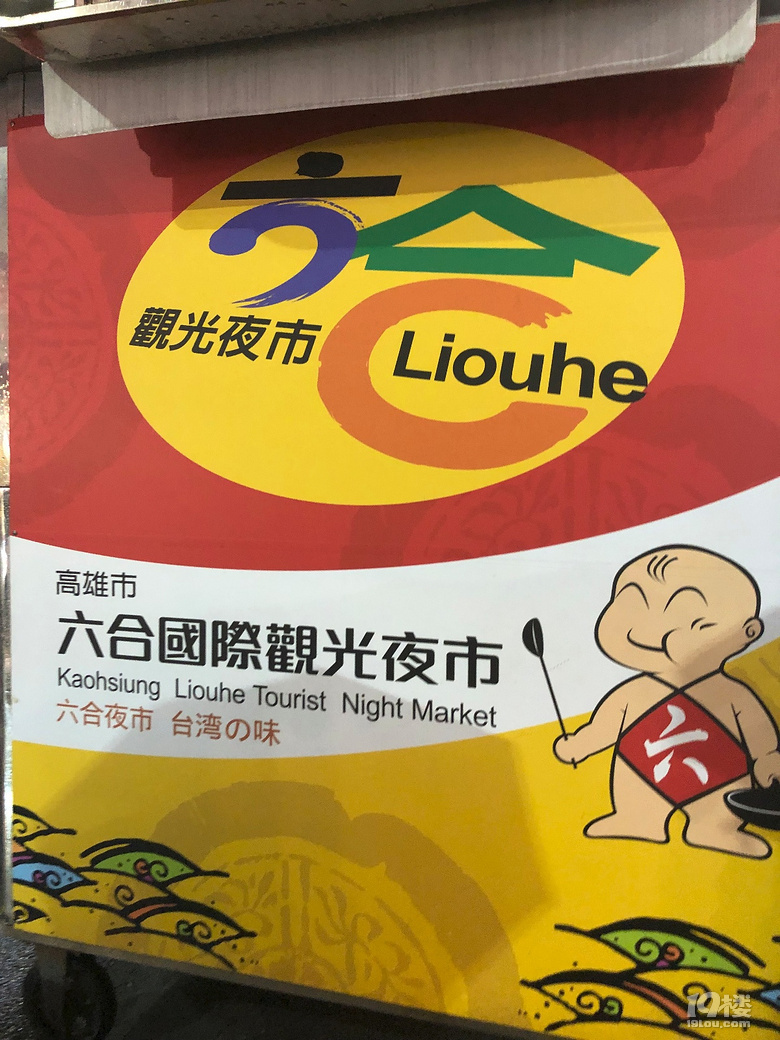 六合
觀光夜市
Liouhe
高雄市
六合國際觀光夜市
Kaohsiung Liouhe Tourist Night Market
六合夜市 台湾の味
六
19楼
19lou.com